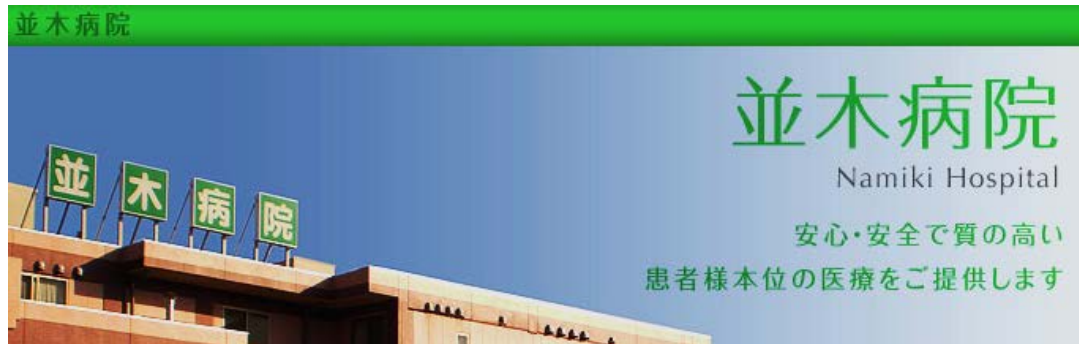 並木病院
並木病院
Namiki Hospital
安心・安全で質の高い
患者様本位の医療をご提供します
並木病院